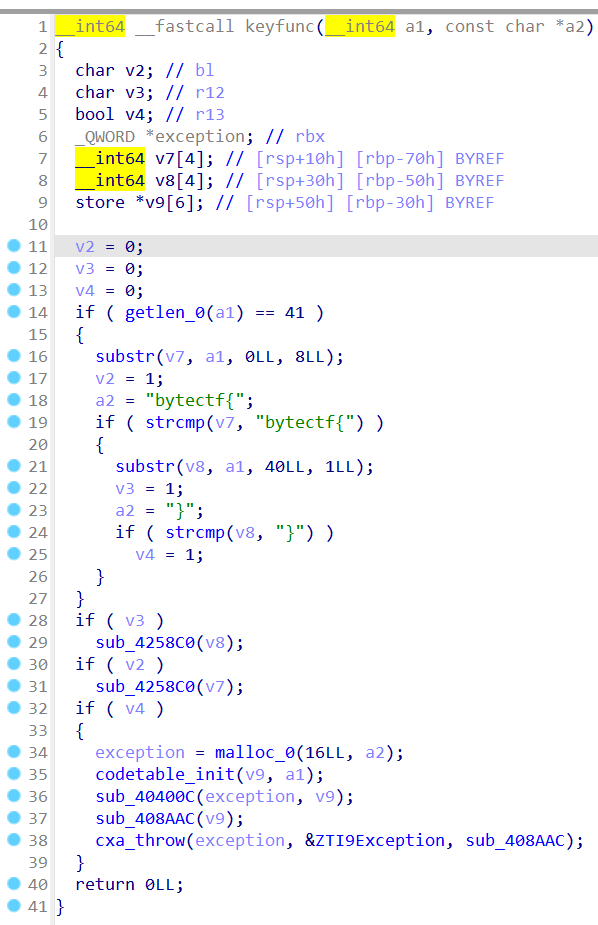 1 __int64 __fastcall keyfunc(__int64 a1, const char *a2)
2 {
3 char v2; // bl
4 char v3; // r12
5 bool v4; // r13
6 _QWORD *exception; // rbx
7 __int64 v7[4]; // [rsp+10h] [rbp-70h] BYREF
8 __int64 v8[4]; // [rsp+30h] [rbp-50h] BYREF
9 store *v9[6]; // [rsp+50h] [rbp-30h] BYREF
10
11 v2 = 0;
12 v3 = 0;
13 v4 = 0;
14 if ( getlen_0(a1) == 41 )
15 {
16 substr(v7, a1, 0LL, 8LL);
17 v2 = 1;
18 a2 = "bytectf{";
19 if ( strcmp(v7, "bytectf{") )
20 {
21 substr(v8, a1, 40LL, 1LL);
22 v3 = 1;
23 a2 = "}";
24 if ( strcmp(v8, "}") )
25 v4 = 1;
26 }
27 }
28 if ( v3 )
29 sub_4258C0(v8);
30 if ( v2 )
31 sub_4258C0(v7);
32 if ( v4 )
33 {
34 exception = malloc_0(16LL, a2);
35 codetable_init(v9, a1);
36 sub_40400C(exception, v9);
37 sub_408AAC(v9);
38 cxa_throw(exception, &ZTI9Exception, sub_408AAC);
39 }
40 return 0LL;
41 }